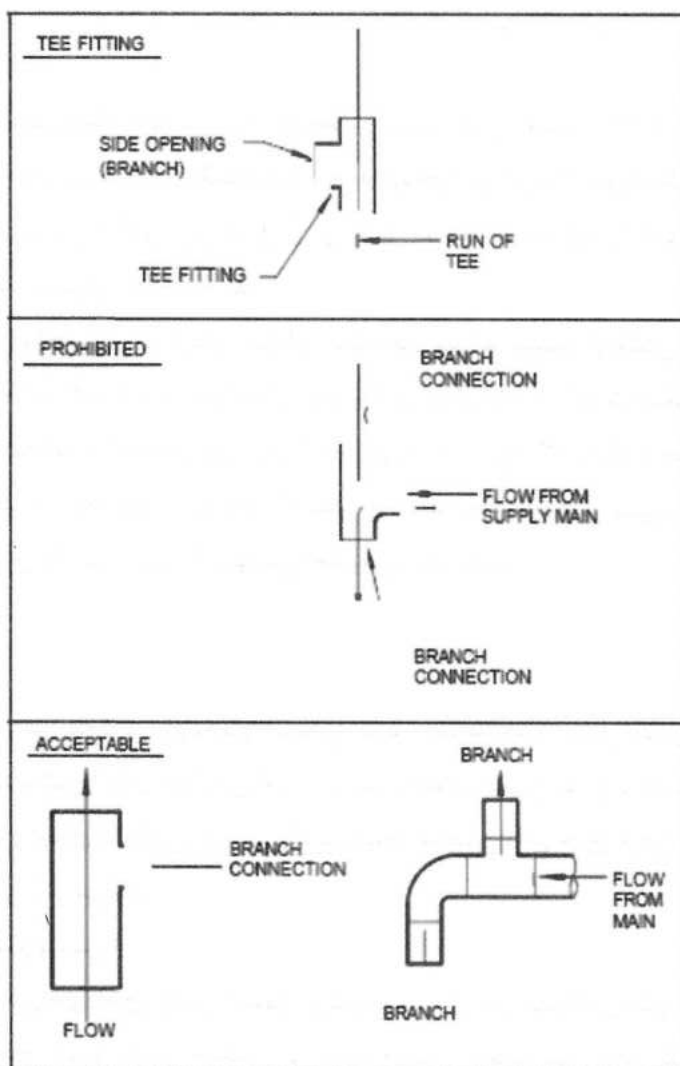 TEE FITTING
SIDE OPENING
(BRANCH)
RUN OF
TEE
TEE FITTING
PROHIBITED
BRANCH
CONNECTION
FLOW FROM
SUPPLY MAIN
BRANCH
CONNECTION
ACCEPTABLE
BRANCH
BRANCH
CONNECTION
FLOW
FROM
MAIN
BRANCH
FLOW